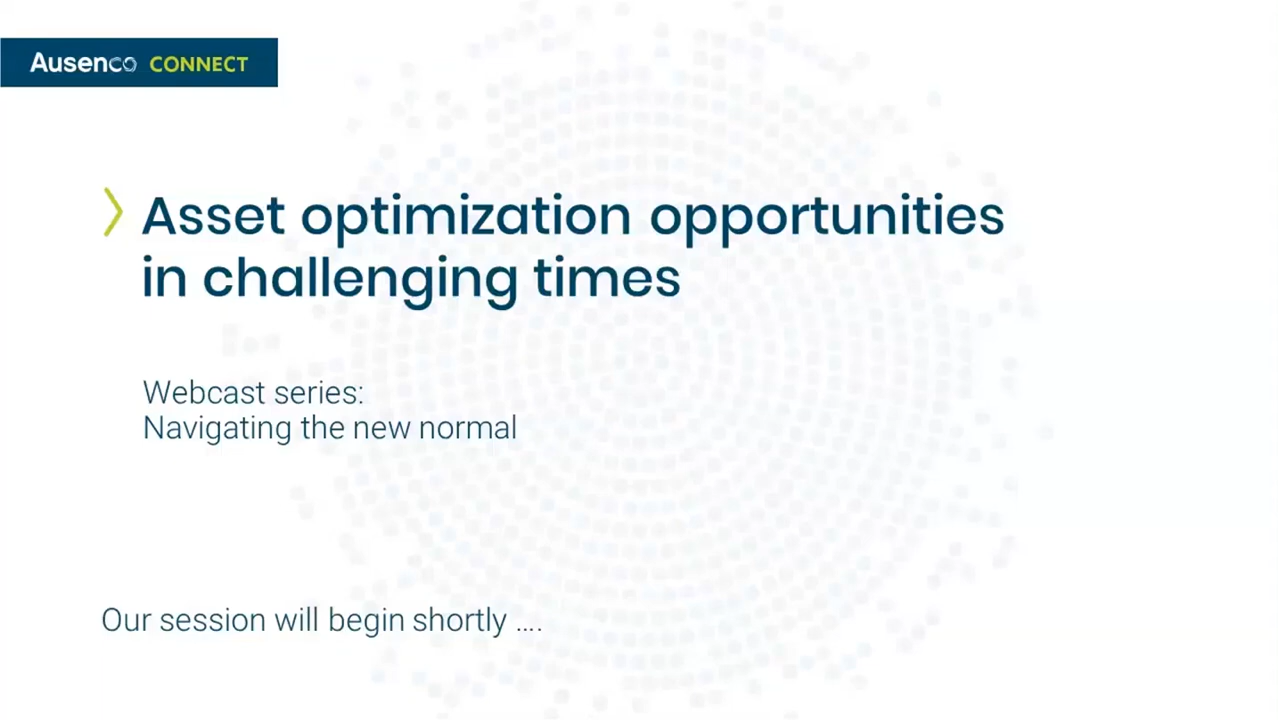 Ausenco CONNECT
Asset optimization opportunities
in challenging times
Webcast series:
Navigating the new normal
Our session will begin shortly ....